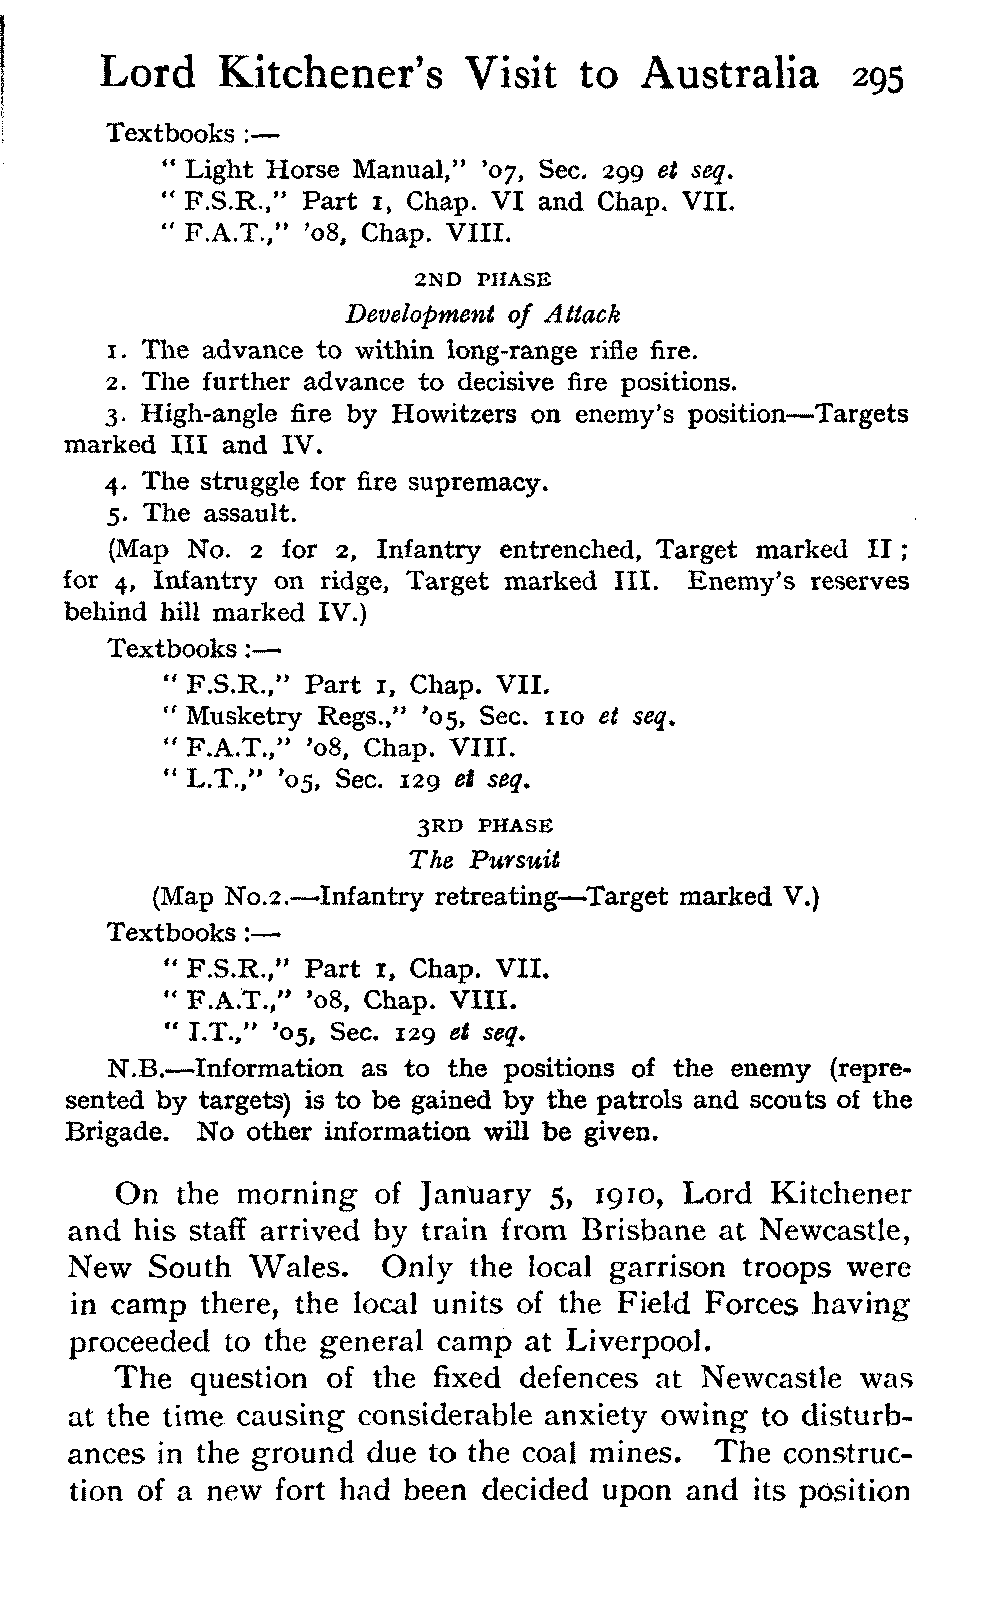 Lord Kitchener's Visit to Australia 295
Textbooks :—
" Light Horse Manual," '07, Sec. 299 et seq.
" F.S.R.," Part 1, Chap. VI and Chap. VII.
" F.A.T.," '08, Chap. VIII.
2ND PHASE
Development of Attack
1. The advance to within long-range rifle fire.
2. The further advance to decisive fire positions.
3. High-angle fire by Howitzers on enemy's position—Targets
marked III and IV.
4. The struggle for fire supremacy.
5. The assault.
(Map No. 2 for 2, Infantry entrenched, Target marked II ;
for 4, Infantry on ridge, Target marked III. Enemy's reserves
behind hill marked IV.)
Textbooks :—
" F.S.R.," Part 1, Chap. VII.
" Musketry Regs.," '05, Sec. 110 et seq.
" F.A.T.," '08, Chap. VIII.
" L.T.," '05, Sec. 129 et seq.
3RD PHASE
The Pursuit
(Map No.2.—Infantry retreating—Target marked V.)
Textbooks :—
" F.S.R.," Part 1, Chap. VII.
" F.A.T.," '08, Chap. VIII.
" I.T.," '05, Sec. 129 et seq.
N.B.—Information as to the positions of the enemy (repre-
sented by targets) is to be gained by the patrols and scouts of the
Brigade. No other information will be given.
On the morning of January 5, 1910, Lord Kitchener
and his staff arrived by train from Brisbane at Newcastle,
New South Wales. Only the local garrison troops were
in camp there, the local units of the Field Forces having
proceeded to the general camp at Liverpool.
The question of the fixed defences at Newcastle was
at the time causing considerable anxiety owing to disturb-
ances in the ground due to the coal mines. The construc-
tion of a new fort had been decided upon and its position